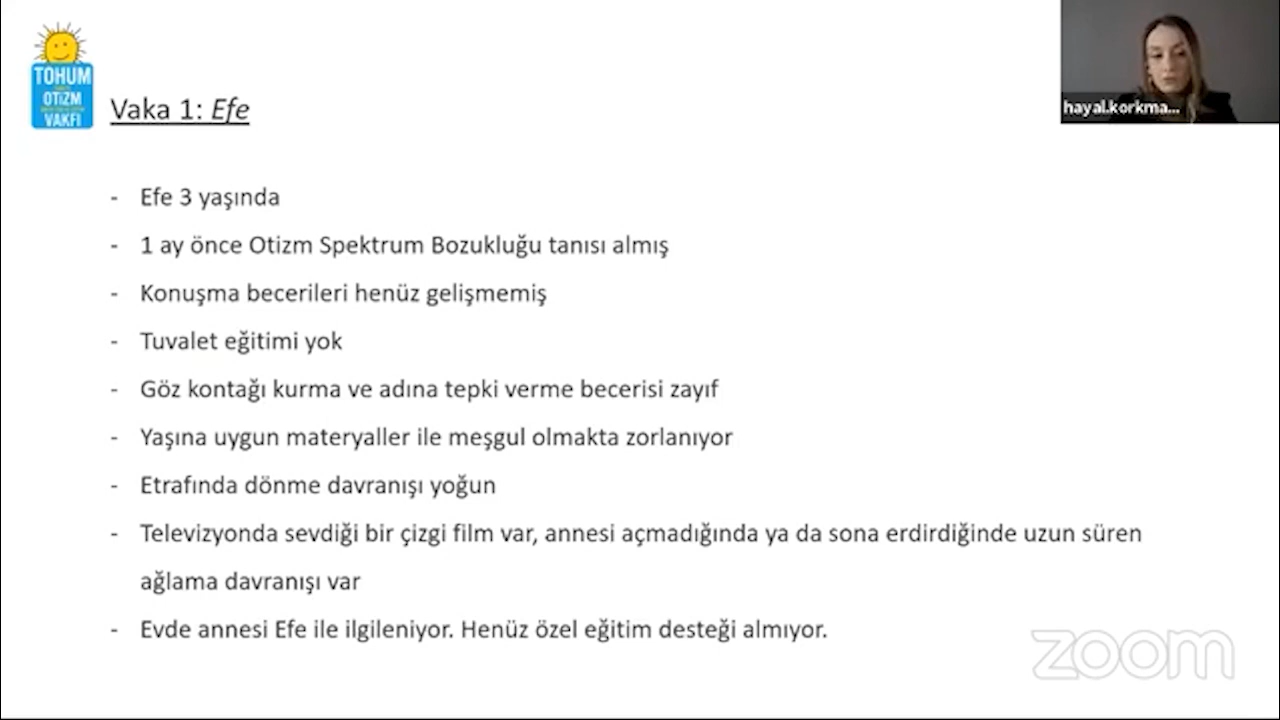 TOHUM
OTİZM
VAKFI
Vaka 1: Efe
hayal.korkma...
- Efe 3 yaşında
- 1 ay önce Otizm Spektrum Bozukluğu tanısı almış
- Konuşma becerileri henüz gelişmemiş
- Tuvalet eğitimi yok
- Göz kontağı kurma ve adına tepki verme becerisi zayıf
- Yaşına uygun materyaller ile meşgul olmakta zorlanıyor
- Etrafında dönme davranışı yoğun
- Televizyonda sevdiği bir çizgi film var, annesi açmadığında ya da sona erdirdiğinde uzun süren
ağlama davranışı var
- Evde annesi Efe ile ilgileniyor. Henüz özel eğitim desteği almıyor.
zoom